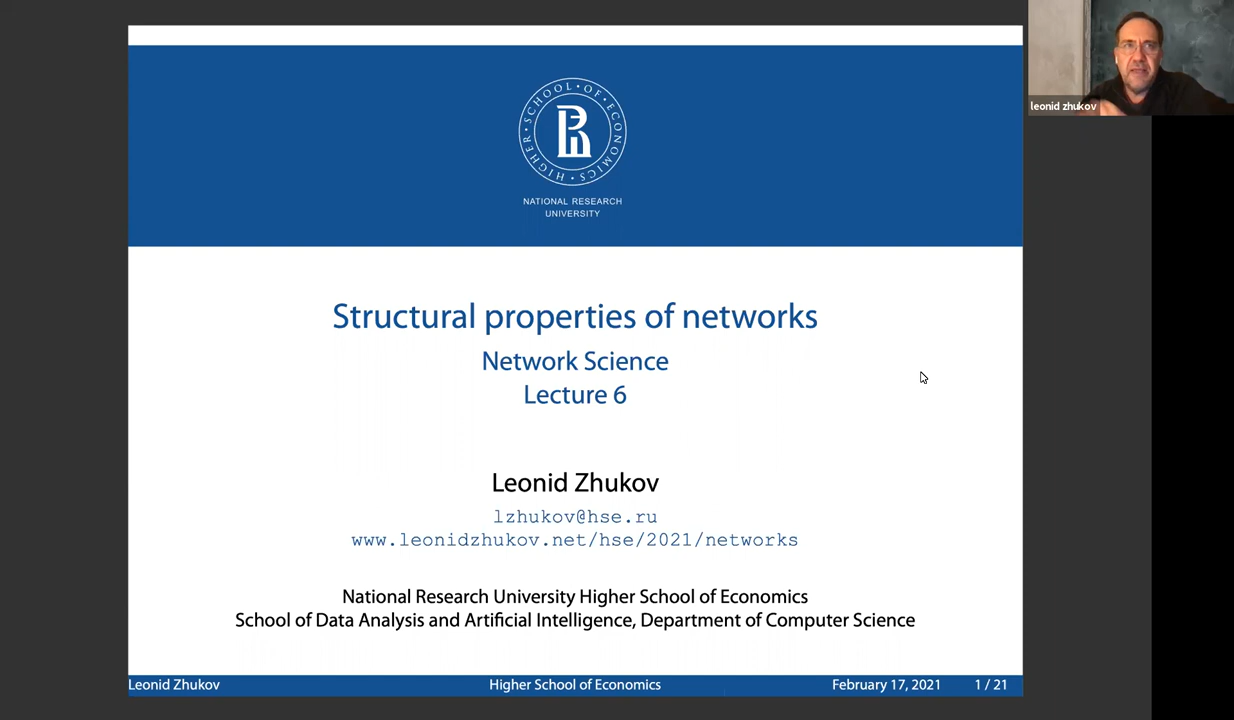 HIGHER · SCHOOL · OF · ECONOMICS ·
NATIONAL RESEARCH
UNIVERSITY
leonid zhukov
Structural properties of networks
Network Science
Lecture 6
Leonid Zhukov
lzhukov@hse.ru
www.leonidzhukov.net/hse/2021/networks
National Research University Higher School of Economics
School of Data Analysis and Artificial Intelligence, Department of Computer Science
Leonid Zhukov
Higher School of Economics
February 17, 2021
1 / 21